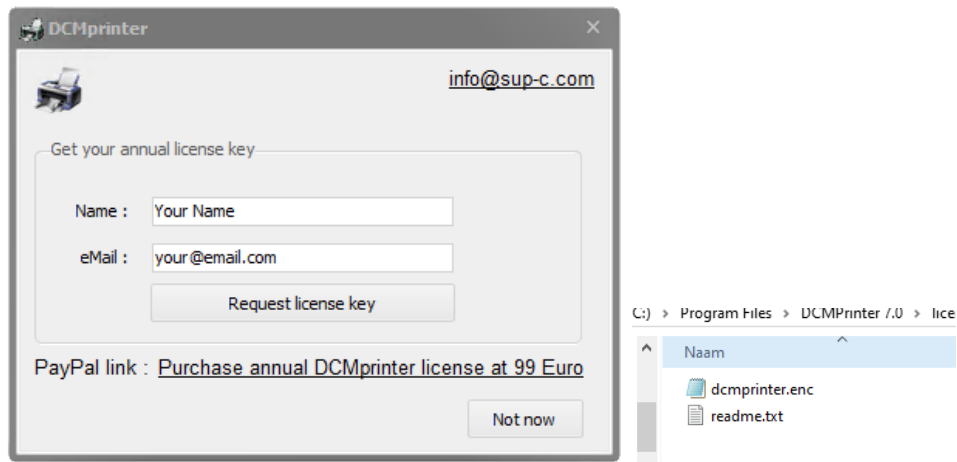 DCMprinter
info@sup-c.com
Get your annual license key
Name : Your Name
eMail : your@email.com
Request license key
PayPal link : Purchase annual DCMprinter license at 99 Euro
Not now
C:) > Program Files > DCMPrinter 7.0 > lice
Naam
dcmprinter.enc
readme.txt